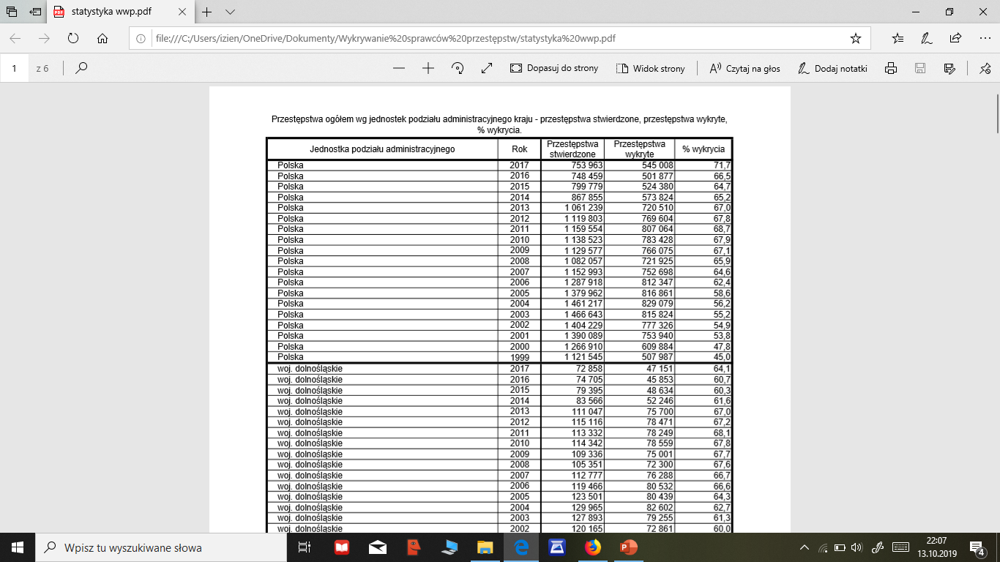 statystyka wwp.pdf
file:///C:/Users/izien/OneDrive/Dokumenty/Wykrywanie%20sprawców%20przestępstw/statystyka%20wwp.pdf
1 z 6 Dopasuj do strony Widok strony Czytaj na głos Dodaj notatki
Przestępstwa ogółem wg jednostek podziału administracyjnego kraju - przestępstwa stwierdzone, przestępstwa wykryte,
% wykrycia.
Jednostka podziału administracyjnego Rok Przestępstwa stwierdzone Przestępstwa wykryte % wykrycia
Polska 2017 753 963 545 008 71,7
Polska 2016 748 459 501 877 66,5
Polska 2015 799 779 524 380 64,7
Polska 2014 867 855 573 824 65,2
Polska 2013 1 061 239 720 510 67,0
Polska 2012 1 119 803 769 604 67,8
Polska 2011 1 159 554 807 064 68,7
Polska 2010 1 138 523 783 428 67,9
Polska 2009 1 129 577 766 075 67,1
Polska 2008 1 082 057 721 925 65,9
Polska 2007 1 152 993 752 698 64,6
Polska 2006 1 287 918 812 347 62,4
Polska 2005 1 379 962 816 861 58,6
Polska 2004 1 461 217 829 079 56,2
Polska 2003 1 466 643 815 824 55,2
Polska 2002 1 404 229 777 326 54,9
Polska 2001 1 390 089 753 940 53,8
Polska 2000 1 266 910 609 884 47,8
Polska 1999 1 121 545 507 987 45,0
woj. dolnośląskie 2017 72 858 47 151 64,1
woj. dolnośląskie 2016 74 705 45 853 60,7
woj. dolnośląskie 2015 79 395 48 634 60,3
woj. dolnośląskie 2014 83 566 52 246 61,6
woj. dolnośląskie 2013 111 047 75 700 67,0
woj. dolnośląskie 2012 115 116 78 471 67,2
woj. dolnośląskie 2011 113 332 78 249 68,1
woj. dolnośląskie 2010 114 342 78 559 67,8
woj. dolnośląskie 2009 109 336 75 001 67,7
woj. dolnośląskie 2008 105 351 72 300 67,6
woj. dolnośląskie 2007 112 777 76 288 66,7
woj. dolnośląskie 2006 119 466 80 532 66,6
woj. dolnośląskie 2005 123 501 80 439 64,3
woj. dolnośląskie 2004 129 965 82 602 62,7
woj. dolnośląskie 2003 127 893 79 255 61,3
woj. dolnośląskie 2002 120 165 72 861 60,0
Wpisz tu wyszukiwane słowa
22:07
13.10.2019
4